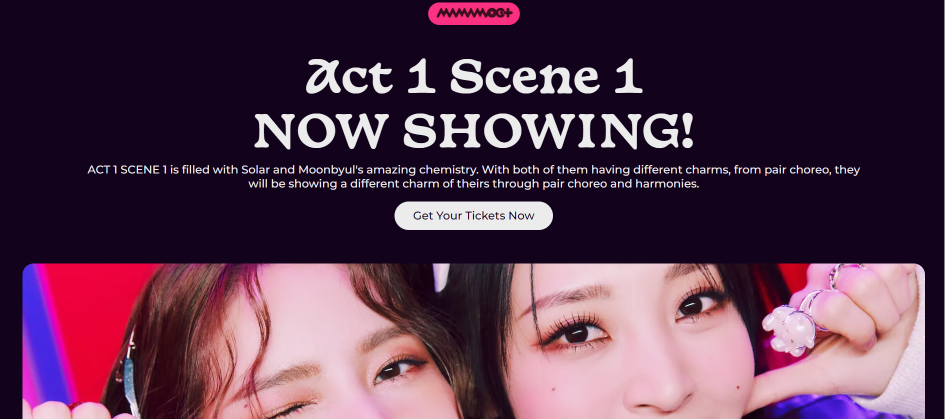 MAMAMOO+
Act 1 Scene 1
NOW SHOWING!
ACT 1 SCENE 1 is filled with Solar and Moonbyul's amazing chemistry. With both of them having different charms, from pair choreo, they
will be showing a different charm of theirs through pair choreo and harmonies.
Get Your Tickets Now